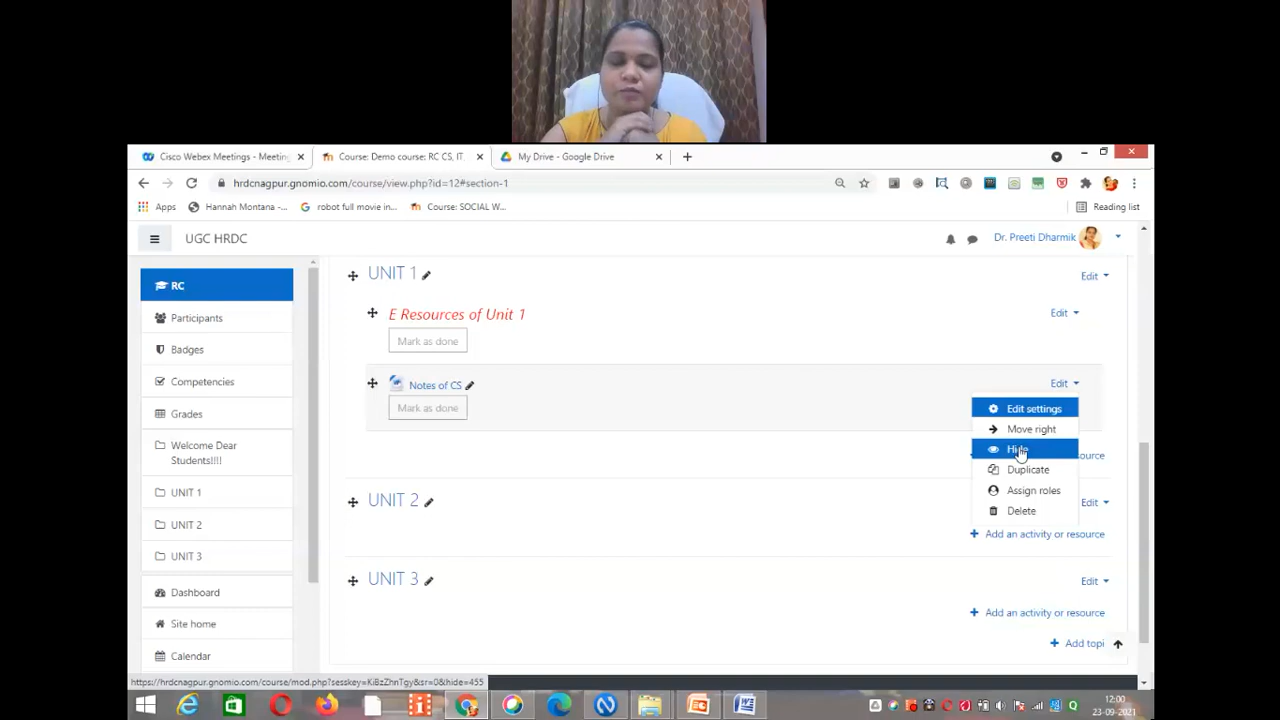 Cisco Webex Meetings - Meeting
Course: Demo course: RC CS, IT
My Drive - Google Drive
hrdcnagpur.gnomio.com/course/view.php?id=12#section-1
Apps
Hannah Montana -...
robot full movie in...
Course: SOCIAL W...
Reading list
UGC HRDC
Dr. Preeti Dharmik
RC
Participants
Badges
Competencies
Grades
Welcome Dear
Students!!!!
UNIT 1
UNIT 2
UNIT 3
Dashboard
Site home
Calendar
UNIT 1
Edit
E Resources of Unit 1
Edit
Mark as done
Notes of CS
Edit
Mark as done
Edit settings
Move right
Hide
Duplicate
Assign roles
Delete
UNIT 2
Edit
+ Add an activity or resource
UNIT 3
Edit
+ Add an activity or resource
+ Add topi
https://hrdcnagpur.gnomio.com/course/mod.php?sesskey=KiBzZhnTgy&sr=0&hide=455
12:00
23-09-2021